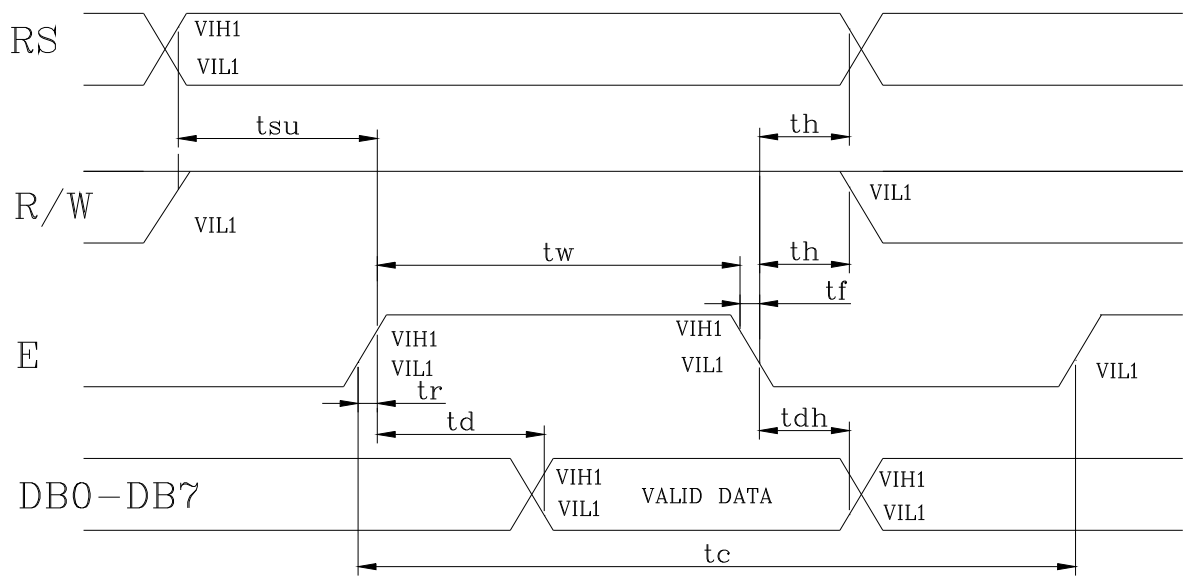 RS
VIH1
VIL1
tsu
th
R/W
VIL1
VIL1
tw
th
tf
E
VIH1
VIL1
VIH1
VIL1
VIL1
tr
td
tdh
DB0-DB7
VIH1
VIL1
VALID DATA
VIH1
VIL1
tc